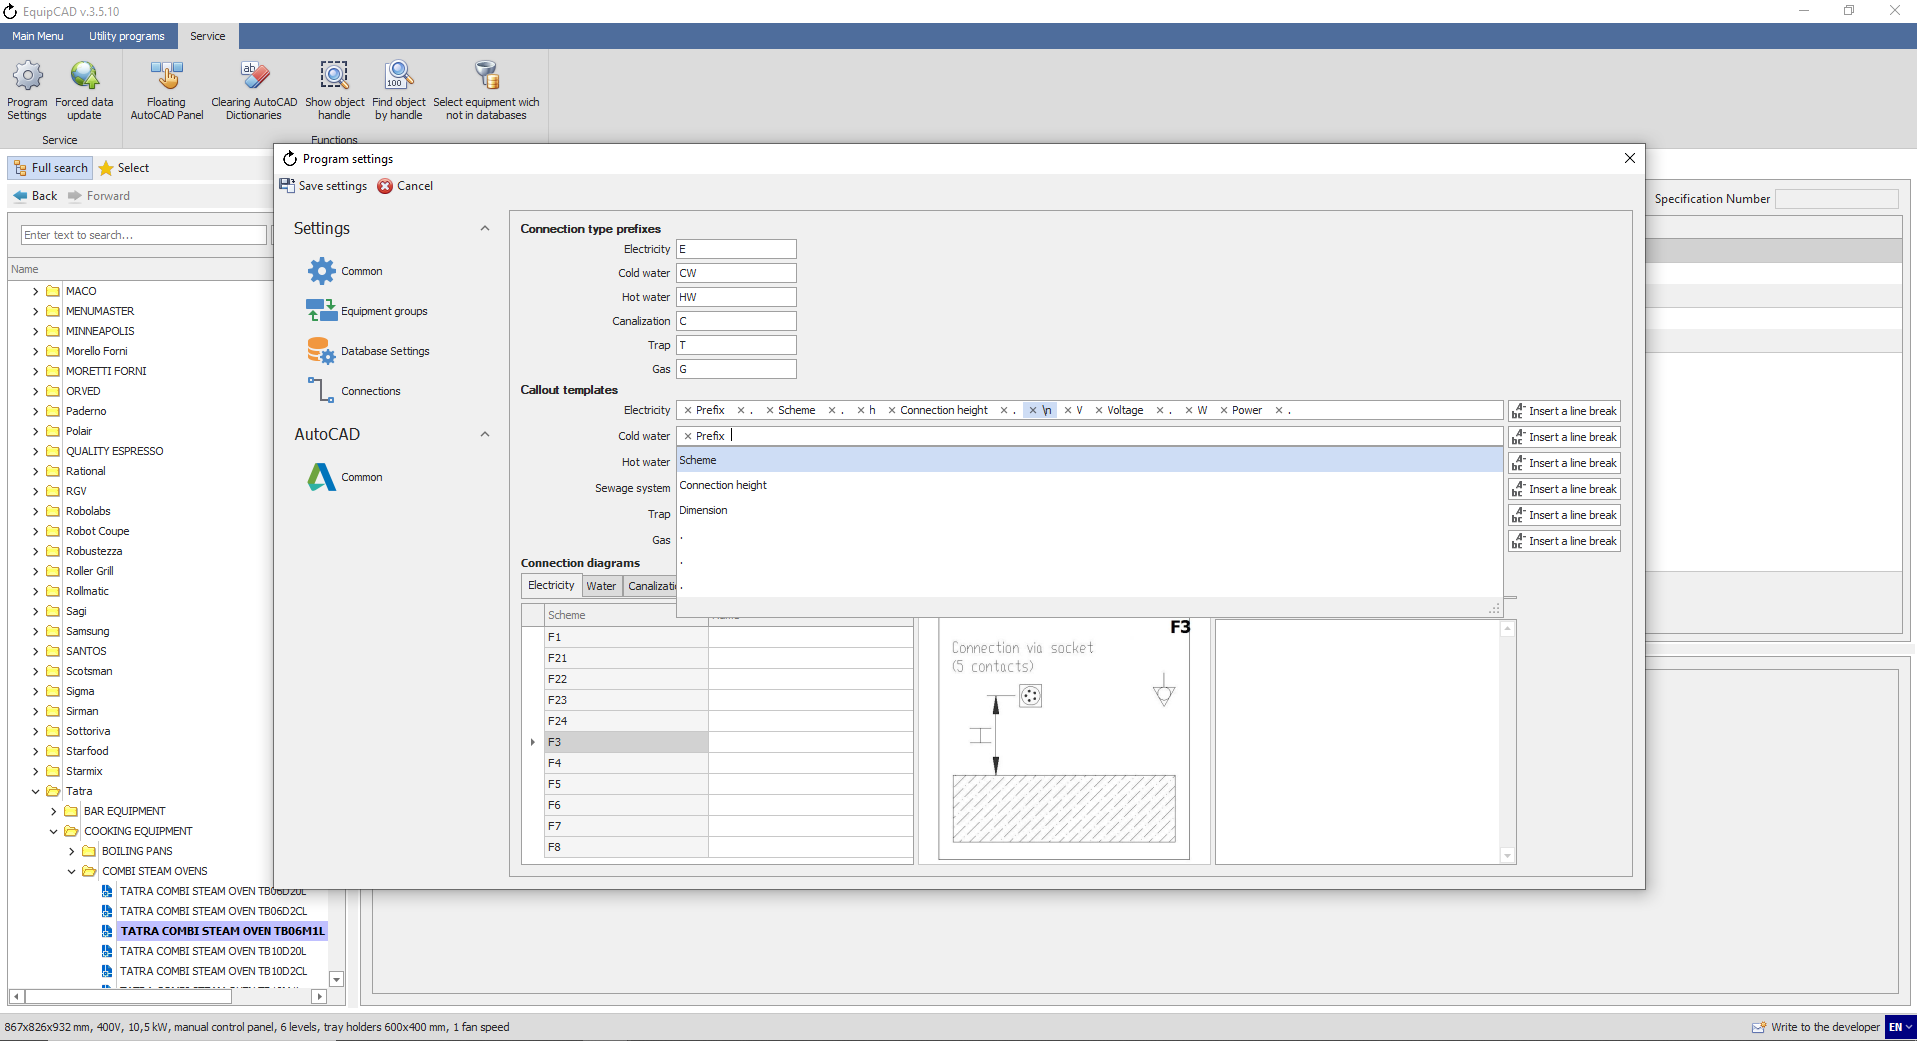 EquipCAD v.3.5.10
Main Menu
Utility programs
Service
Program Settings
Forced data update
Floating AutoCAD Panel
Clearing AutoCAD Dictionaries
Show object handle
Find object by handle
Select equipment wich not in databases
Service
Functions
Full search
Select
Back
Forward
Enter text to search...
Name
MACO
MENUMASTER
MINNEAPOLIS
Morello Forni
MORETTI FORNI
ORVED
Paderno
Polair
QUALITY ESPRESSO
Rational
RGV
Robolabs
Robot Coupe
Robustezza
Roller Grill
Rollmatic
Sagi
Samsung
SANTOS
Scotsman
Sigma
Sirman
Sottoriva
Starfood
Starmix
Tatra
BAR EQUIPMENT
COOKING EQUIPMENT
BOILING PANS
COMBI STEAM OVENS
TATRA COMBI STEAM OVEN TB06D20L
TATRA COMBI STEAM OVEN TB06D2CL
TATRA COMBI STEAM OVEN TB06M1L
TATRA COMBI STEAM OVEN TB10D20L
TATRA COMBI STEAM OVEN TB10D2CL
Specification Number
Program settings
Save settings
Cancel
Settings
Common
Equipment groups
Database Settings
Connections
AutoCAD
Common
Connection type prefixes
Electricity E
Cold water CW
Hot water HW
Canalization C
Trap T
Gas G
Callout templates
Electricity × Prefix × . × Scheme × . × h × Connection height × . × \n × V × Voltage × . × W × Power × . Insert a line break
Cold water × Prefix Insert a line break
Hot water Insert a line break
Sewage system Insert a line break
Trap Insert a line break
Gas Insert a line break
Scheme
Connection height
Dimension
.
.
.
Connection diagrams
Electricity
Water
Scheme
F1
F21
F22
F23
F24
F3
F4
F5
F6
F7
F8
F3
Connection via socket
(5 contacts)
H
867x826x932 mm, 400V, 10,5 kW, manual control panel, 6 levels, tray holders 600x400 mm, 1 fan speed
Write to the developer
EN